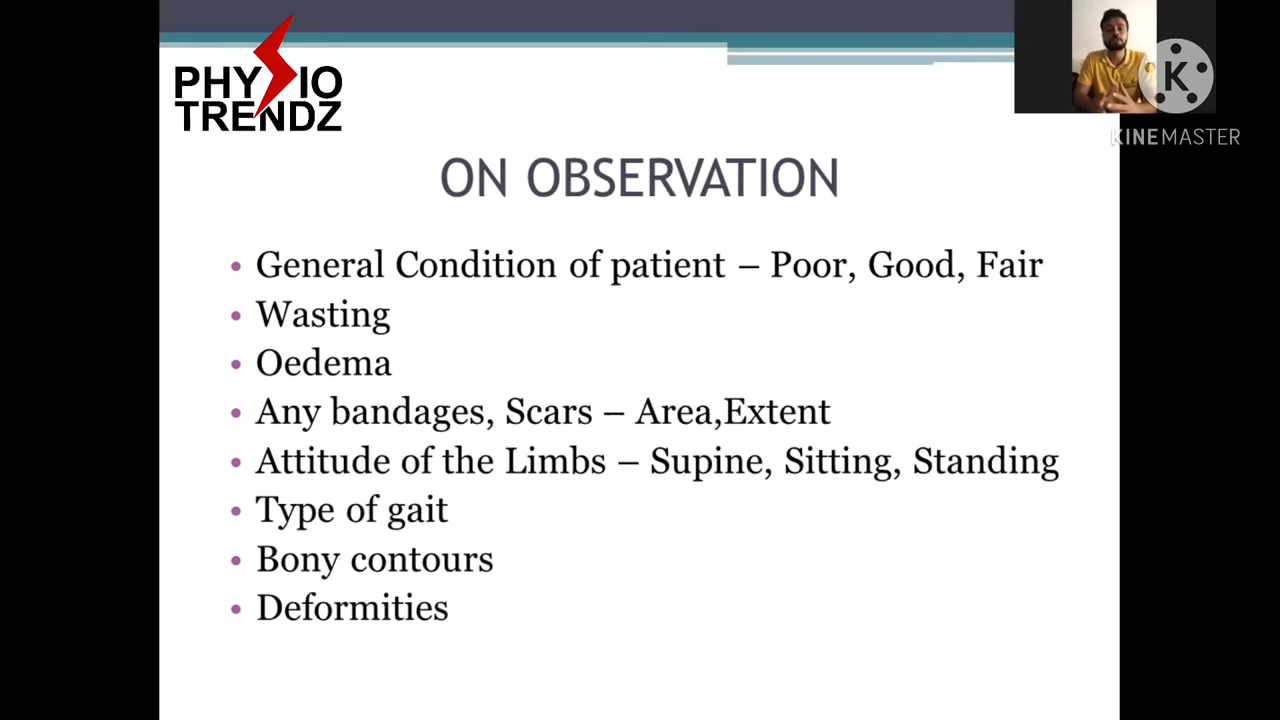 PHYSIO
TRENDZ
K
KINEMASTER
ON OBSERVATION
• General Condition of patient – Poor, Good, Fair
• Wasting
• Oedema
• Any bandages, Scars – Area,Extent
• Attitude of the Limbs – Supine, Sitting, Standing
• Type of gait
• Bony contours
• Deformities